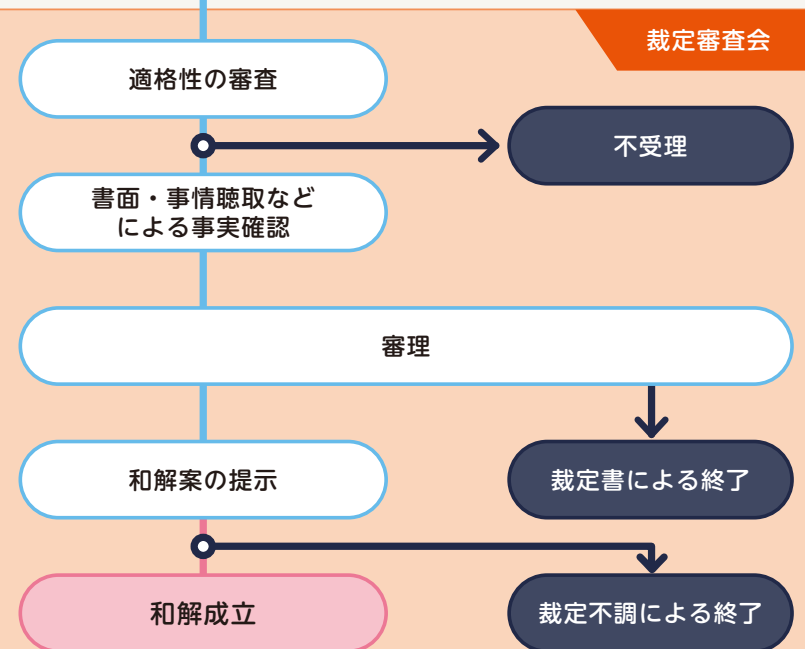 裁定審査会
適格性の審査
不受理
書面・事情聴取など
による事実確認
審理
和解案の提示
裁定書による終了
和解成立
裁定不調による終了